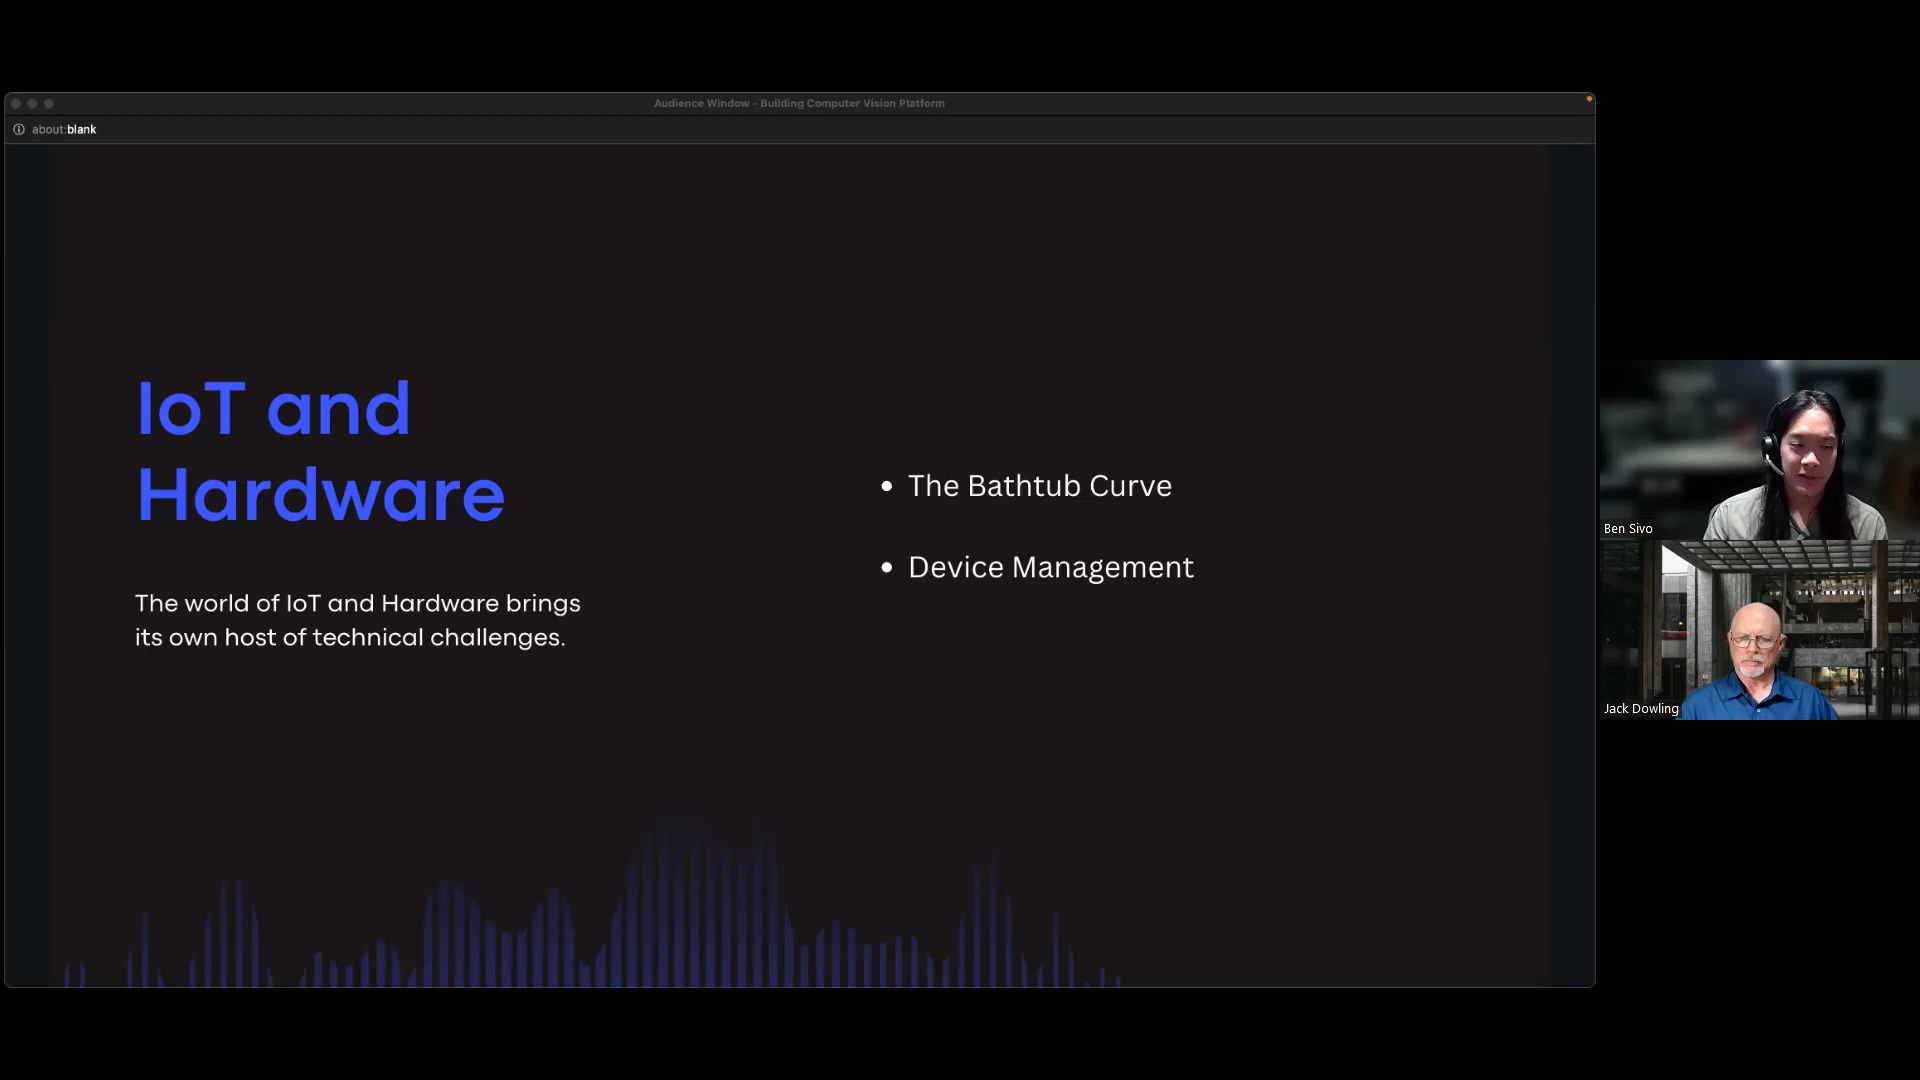 Audience Window - Building Computer Vision Platform
about:blank
IoT and
Hardware
The world of IoT and Hardware brings
its own host of technical challenges.
• The Bathtub Curve
• Device Management
Ben Sivo
Jack Dowling